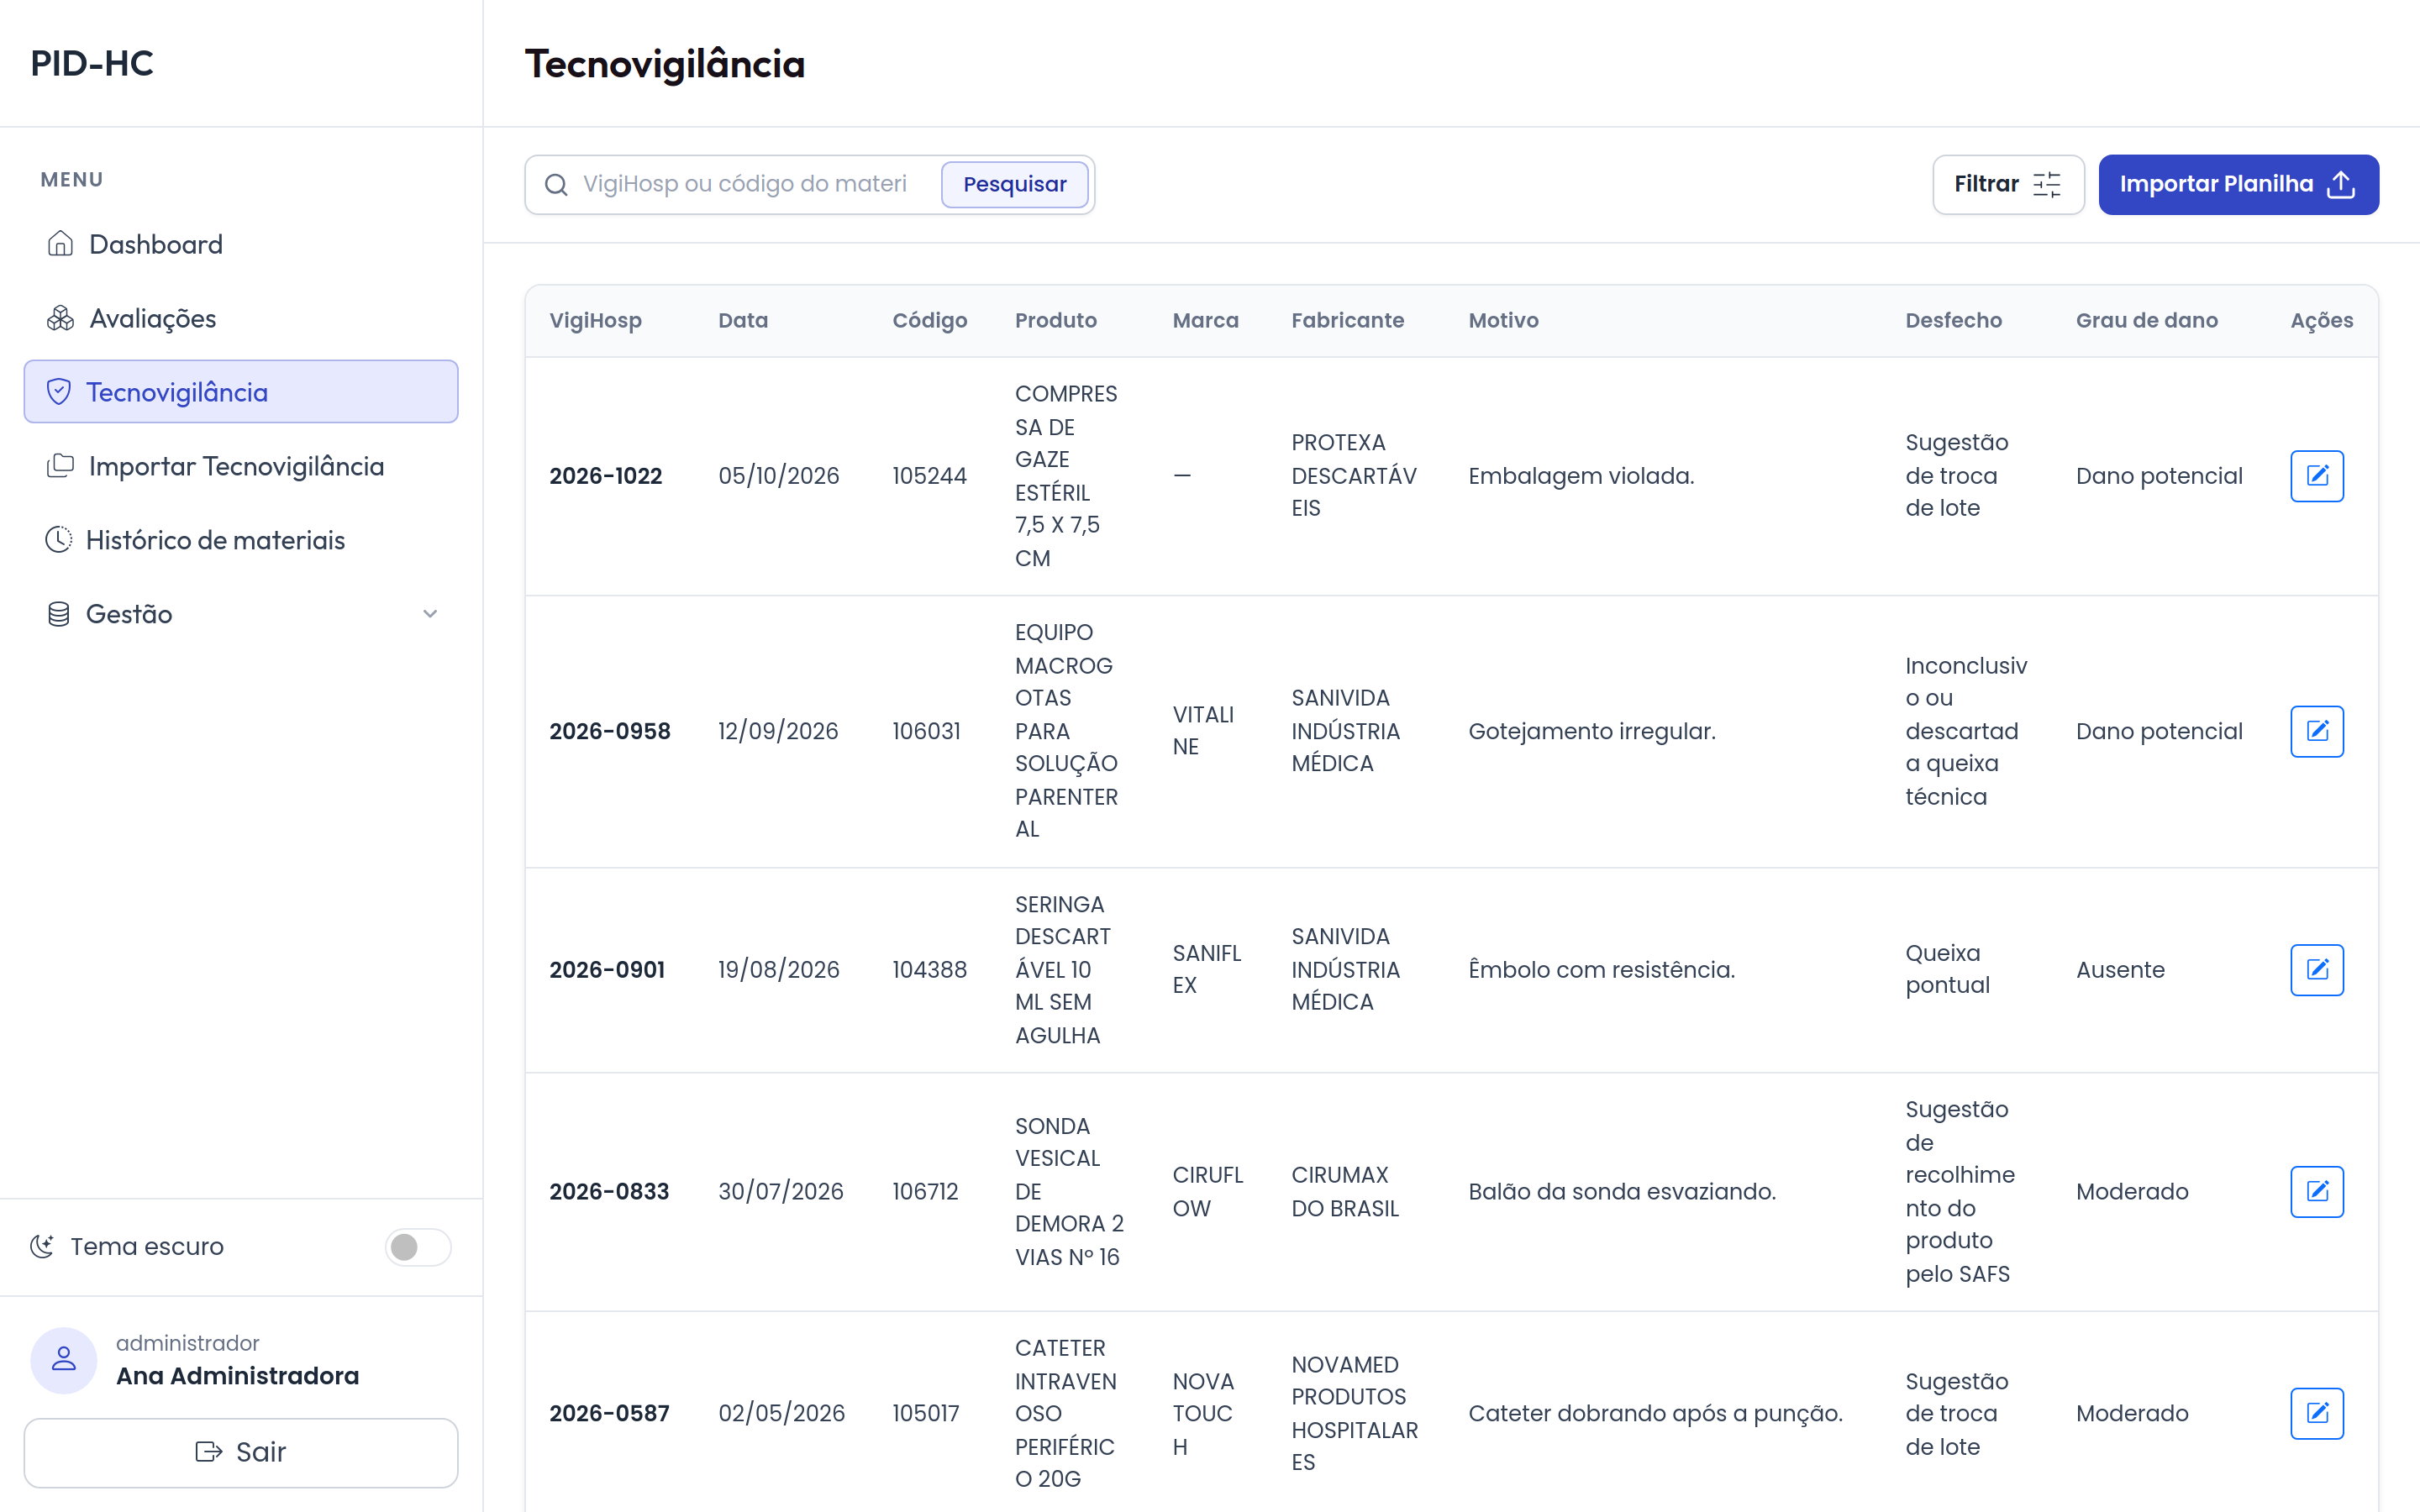 PID-HC
Tecnovigilância
MENU
Dashboard
Avaliações
Tecnovigilância
Importar Tecnovigilância
Histórico de materiais
Gestão
Tema escuro
administrador
Ana Administradora
Sair
VigiHosp ou código do materi
Pesquisar
Filtrar
Importar Planilha
VigiHosp Data Código Produto Marca Fabricante Motivo Desfecho Grau de dano Ações
2026-1022
05/10/2026
105244
COMPRES
SA DE
GAZE
ESTÉRIL
7,5 X 7,5
CM
—
PROTEXA
DESCARTÁV
EIS
Embalagem violada.
Sugestão
de troca
de lote
Dano potencial
2026-0958
12/09/2026
106031
EQUIPO
MACROG
OTAS
PARA
SOLUÇÃO
PARENTER
AL
VITALI
NE
SANIVIDA
INDÚSTRIA
MÉDICA
Gotejamento irregular.
Inconclusiv
o ou
descartad
a queixa
técnica
Dano potencial
2026-0901
19/08/2026
104388
SERINGA
DESCART
ÁVEL 10
ML SEM
AGULHA
SANIFL
EX
SANIVIDA
INDÚSTRIA
MÉDICA
Êmbolo com resistência.
Queixa
pontual
Ausente
2026-0833
30/07/2026
106712
SONDA
VESICAL
DE
DEMORA 2
VIAS Nº 16
CIRUFL
OW
CIRUMAX
DO BRASIL
Balão da sonda esvaziando.
Sugestão
de
recolhime
nto do
produto
pelo SAFS
Moderado
2026-0587
02/05/2026
105017
CATETER
INTRAVEN
OSO
PERIFÉRIC
O 20G
NOVA
TOUC
H
NOVAMED
PRODUTOS
HOSPITALAR
ES
Cateter dobrando após a punção.
Sugestão
de troca
de lote
Moderado